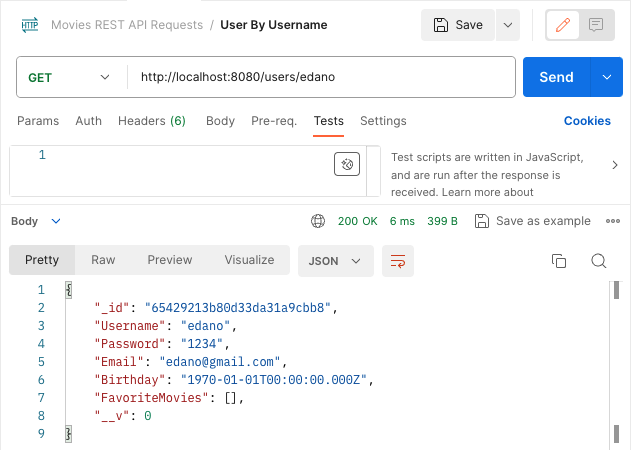 HTTP Movies REST API Requests / User By Username Save
GET http://localhost:8080/users/edano Send
Params Auth Headers (6) Body Pre-req. Tests Settings Cookies
1
Test scripts are written in JavaScript,
and are run after the response is
received. Learn more about
Body 200 OK 6 ms 399 B Save as example
Pretty Raw Preview Visualize JSON
1 {
2 "_id": "65429213b80d33da31a9cbb8",
3 "Username": "edano",
4 "Password": "1234",
5 "Email": "edano@gmail.com",
6 "Birthday": "1970-01-01T00:00:00.000Z",
7 "FavoriteMovies": [],
8 "__v": 0
9 }